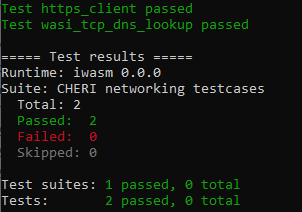 Test https_client passed
Test wasi_tcp_dns_lookup passed
===== Test results =====
Runtime: iwasm 0.0.0
Suite: CHERI networking testcases
Total: 2
Passed: 2
Failed: 0
Skipped: 0
Test suites: 1 passed, 0 total
Tests: 2 passed, 0 total